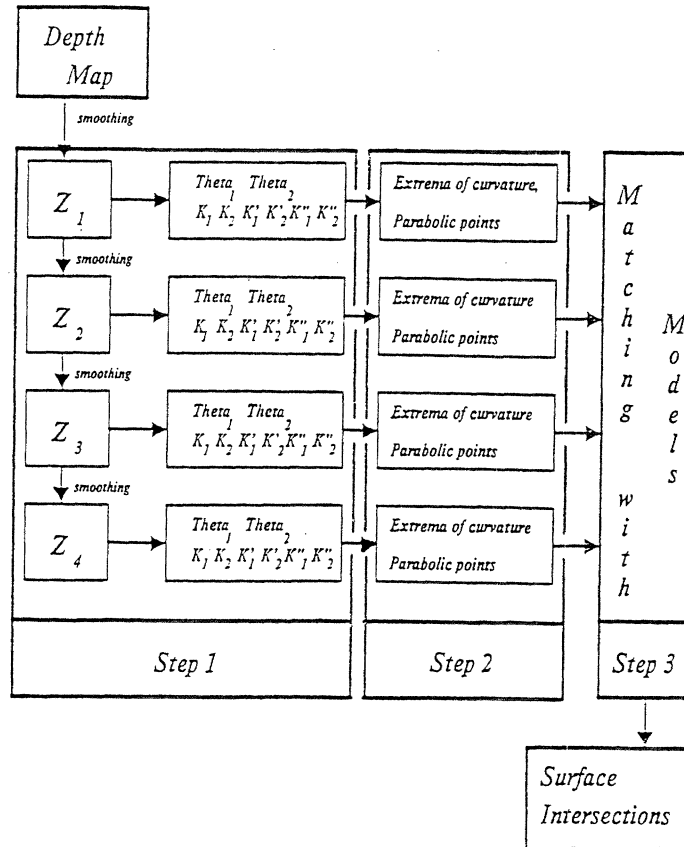 Depth
Map
smoothing
Z1
Theta1 Theta2
K1 K2 K'1 K'2 K"1 K"2
Extrema of curvature,
Parabolic points
smoothing
Z2
Theta1 Theta2
K1 K2 K'1 K'2 K"1 K"2
Extrema of curvature
Parabolic points
smoothing
Z3
Theta1 Theta2
K1 K2 K'1 K'2 K"1 K"2
Extrema of curvature
Parabolic points
smoothing
Z4
Theta1 Theta2
K1 K2 K'1 K'2 K"1 K"2
Extrema of curvature
Parabolic points
Matching with
Models
Step 1
Step 2
Step 3
Surface
Intersections